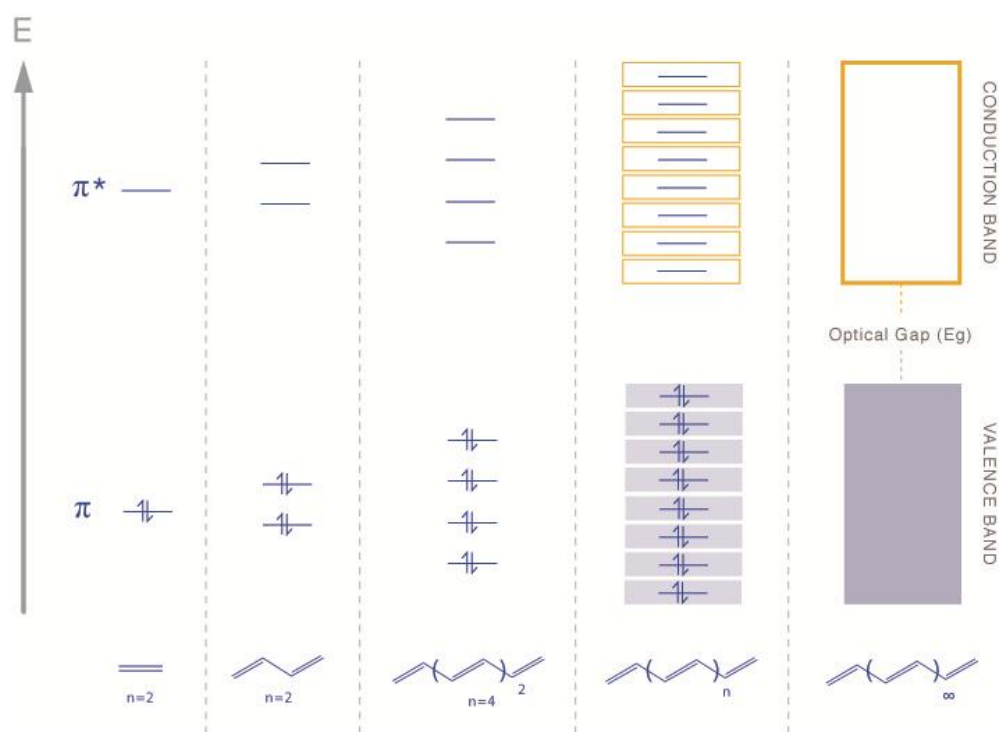 E
π*
CONDUCTION BAND
Optical Gap (Eg)
π
VALENCE BAND
n=2
n=2
n=4
2
n
∞